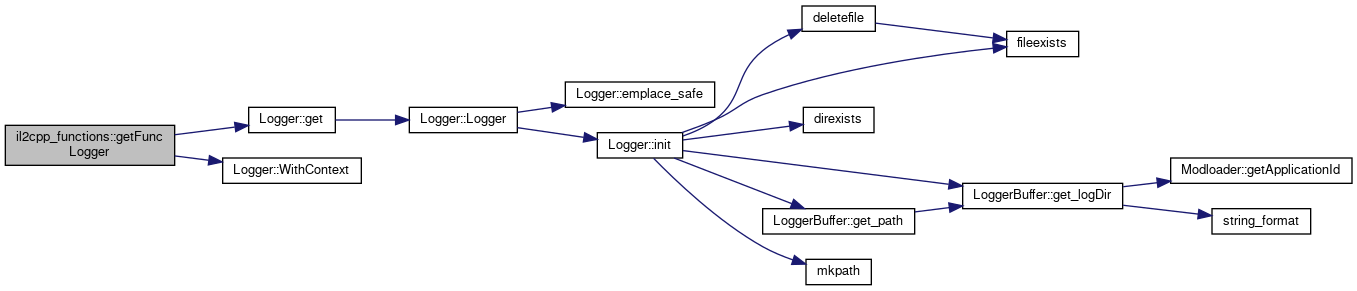 il2cpp_functions::getFunc
Logger
Logger::get
Logger::WithContext
Logger::Logger
Logger::emplace_safe
Logger::init
deletefile
fileexists
direxists
LoggerBuffer::get_logDir
LoggerBuffer::get_path
mkpath
Modloader::getApplicationId
string_format